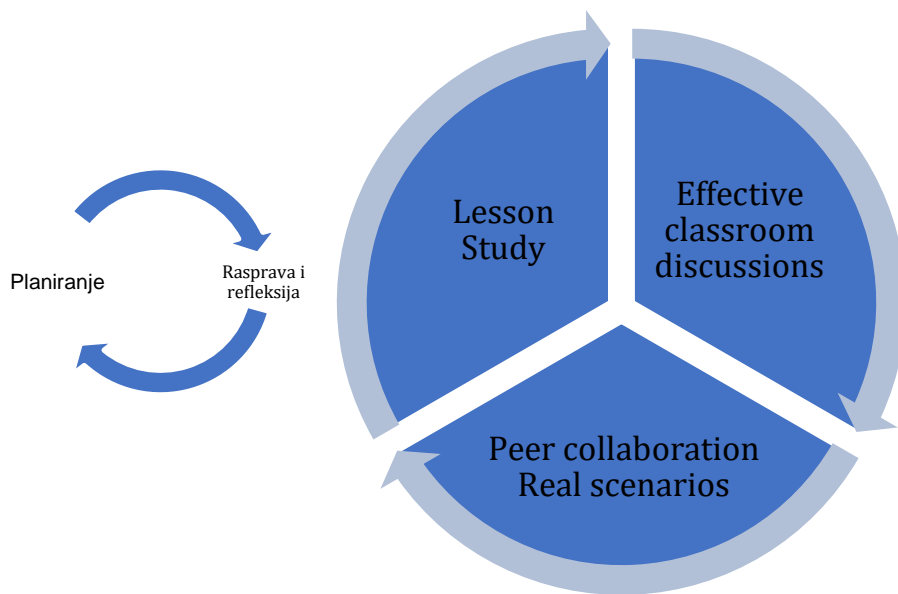 Planiranje
Rasprava i
refleksija
Lesson
Study
Effective
classroom
discussions
Peer collaboration
Real scenarios